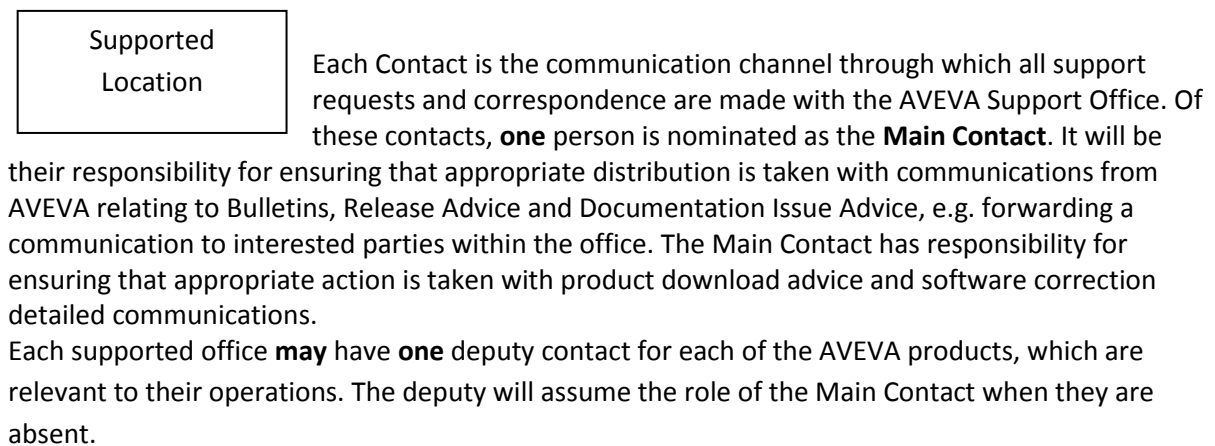 Supported
Location
Each Contact is the communication channel through which all support
requests and correspondence are made with the AVEVA Support Office. Of
these contacts, one person is nominated as the Main Contact. It will be
their responsibility for ensuring that appropriate distribution is taken with communications from
AVEVA relating to Bulletins, Release Advice and Documentation Issue Advice, e.g. forwarding a
communication to interested parties within the office. The Main Contact has responsibility for
ensuring that appropriate action is taken with product download advice and software correction
detailed communications.
Each supported office may have one deputy contact for each of the AVEVA products, which are
relevant to their operations. The deputy will assume the role of the Main Contact when they are
absent.